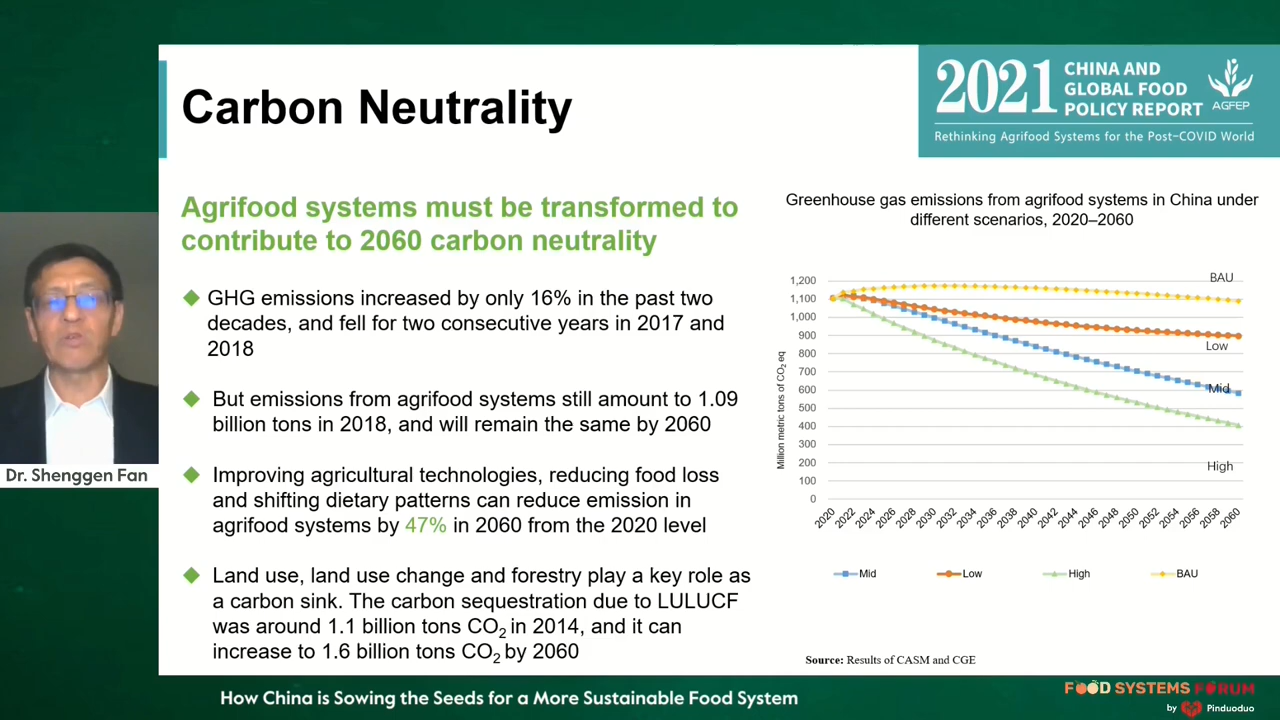 2021 CHINA AND
GLOBAL FOOD
POLICY REPORT
AGFEP
Rethinking Agrifood Systems for the Post-COVID World
Carbon Neutrality
Agrifood systems must be transformed to
contribute to 2060 carbon neutrality
GHG emissions increased by only 16% in the past two
decades, and fell for two consecutive years in 2017 and
2018
But emissions from agrifood systems still amount to 1.09
billion tons in 2018, and will remain the same by 2060
Improving agricultural technologies, reducing food loss
and shifting dietary patterns can reduce emission in
agrifood systems by 47% in 2060 from the 2020 level
Land use, land use change and forestry play a key role as
a carbon sink. The carbon sequestration due to LULUCF
was around 1.1 billion tons CO2 in 2014, and it can
increase to 1.6 billion tons CO2 by 2060
Greenhouse gas emissions from agrifood systems in China under
different scenarios, 2020–2060
Million metric tons of CO2 eq
1,200
1,100
1,000
900
800
700
600
500
400
300
200
100
0
BAU
Low
Mid
High
2020 2022 2024 2026 2028 2030 2032 2034 2036 2038 2040 2042 2044 2046 2048 2050 2052 2054 2056 2058 2060
Mid Low High BAU
Source: Results of CASM and CGE
Dr. Shenggen Fan
How China is Sowing the Seeds for a More Sustainable Food System
FOOD SYSTEMS FORUM
by Pinduoduo